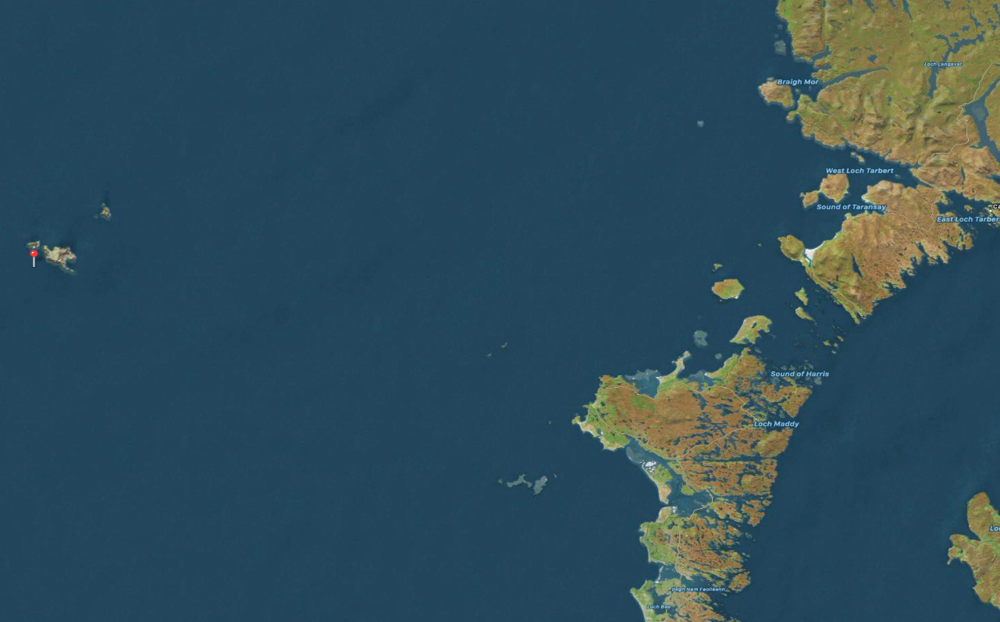 Loch Langavat
Braigh Mor
West Loch Tarbert
Sound of Taransay
East Loch Tarber
Sound of Harris
Loch Maddy
Bagh Nam Faoileann
Loch Bee